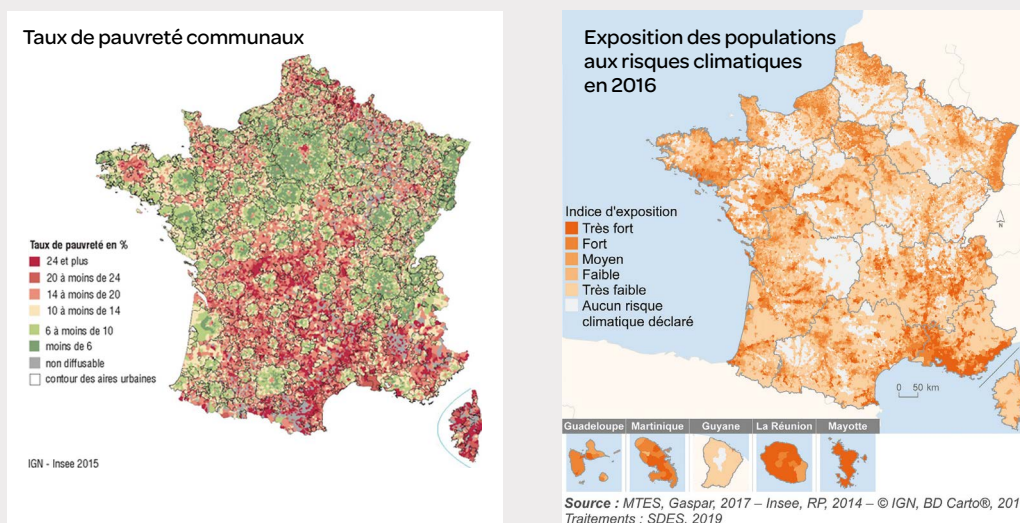 Taux de pauvreté communaux
Taux de pauvreté en %
24 et plus
20 à moins de 24
14 à moins de 20
10 à moins de 14
6 à moins de 10
moins de 6
non diffusable
contour des aires urbaines
IGN - Insee 2015
Exposition des populations
aux risques climatiques
en 2016
Indice d'exposition
Très fort
Fort
Moyen
Faible
Très faible
Aucun risque
climatique déclaré
N
0 50 km
Guadeloupe Martinique Guyane La Réunion Mayotte
Source : MTES, Gaspar, 2017 – Insee, RP, 2014 – © IGN, BD Carto®, 201
Traitements : SDES, 2019